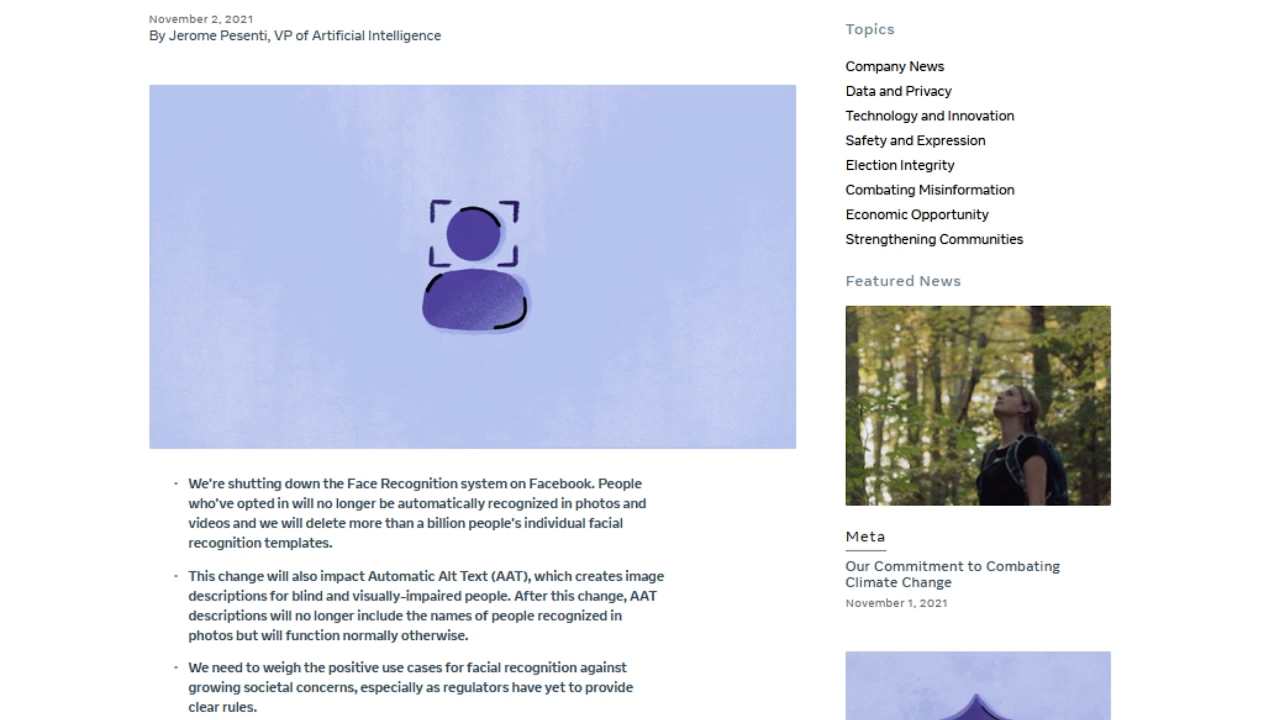 November 2, 2021
By Jerome Pesenti, VP of Artificial Intelligence
We're shutting down the Face Recognition system on Facebook. People
who've opted in will no longer be automatically recognized in photos and
videos and we will delete more than a billion people's individual facial
recognition templates.
This change will also impact Automatic Alt Text (AAT), which creates image
descriptions for blind and visually-impaired people. After this change, AAT
descriptions will no longer include the names of people recognized in
photos but will function normally otherwise.
We need to weigh the positive use cases for facial recognition against
growing societal concerns, especially as regulators have yet to provide
clear rules.
Topics
Company News
Data and Privacy
Technology and Innovation
Safety and Expression
Election Integrity
Combating Misinformation
Economic Opportunity
Strengthening Communities
Featured News
Meta
Our Commitment to Combating
Climate Change
November 1, 2021